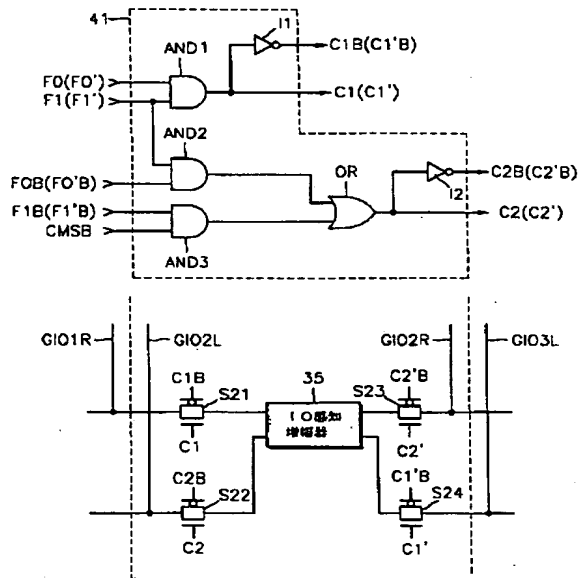 41
I1
C1B(C1'B)
AND1
F0(F0')
F1(F1')
C1(C1')
AND2
OR
F0B(F0'B)
C2B(C2'B)
I2
F1B(F1'B)
CMSB
C2(C2')
AND3
GIO1R
GIO2L
GIO2R
GIO3L
C1B
S21
35
S23
C2'B
IO感知
増幅器
C1
C2'
C2B
S22
C1'B
S24
C2
C1'